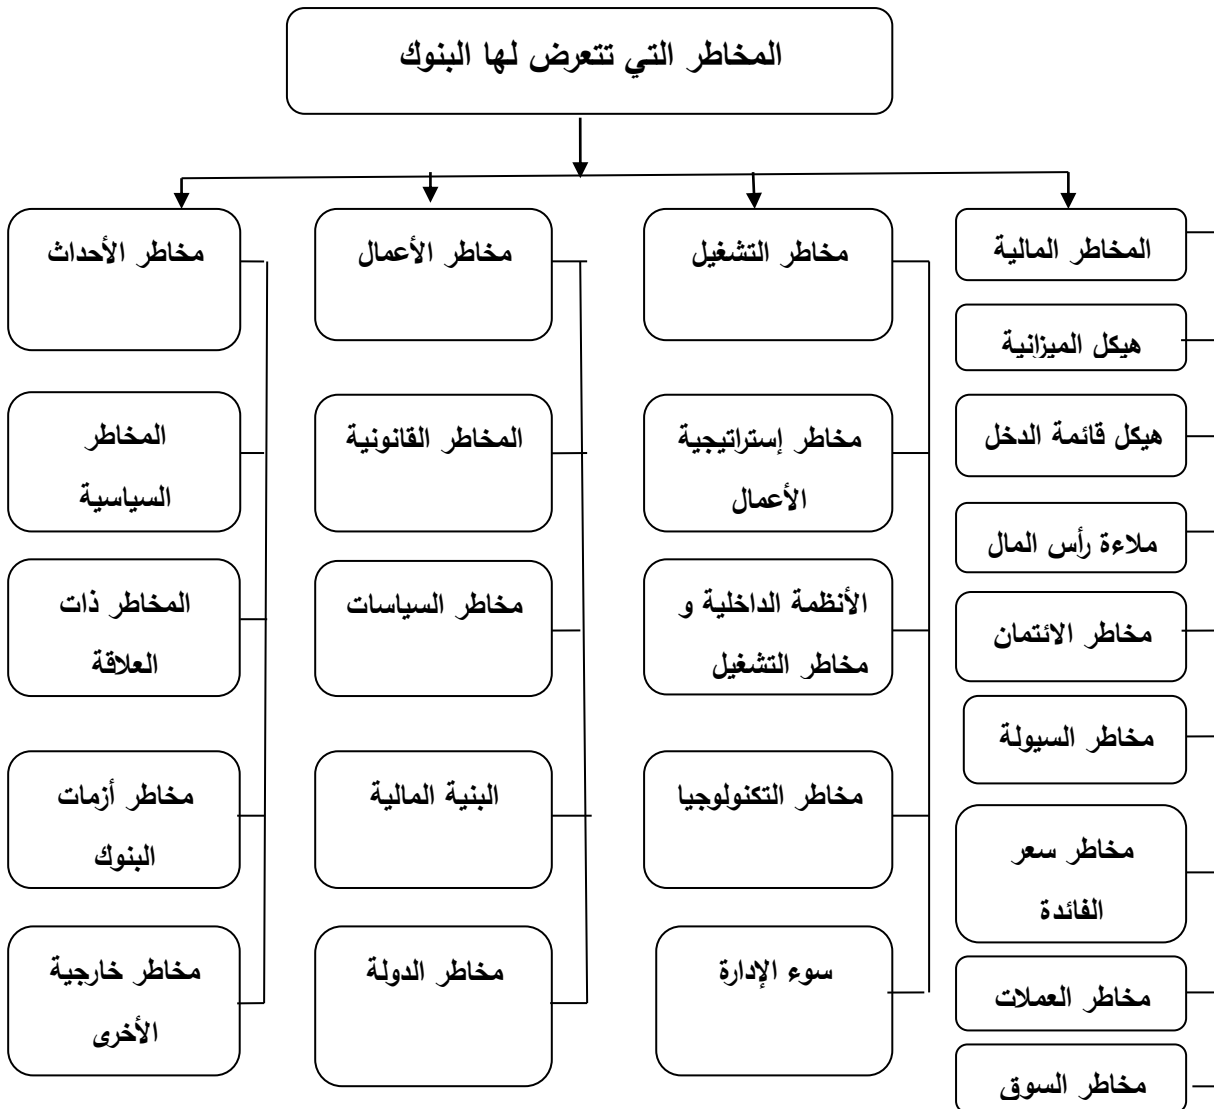 المخاطر التي تتعرض لها البنوك
المخاطر المالية
هيكل الميزانية
هيكل قائمة الدخل
ملاءة رأس المال
مخاطر الائتمان
مخاطر السيولة
مخاطر سعر
الفائدة
مخاطر العملات
مخاطر السوق
مخاطر التشغيل
مخاطر إستراتيجية
الأعمال
الأنظمة الداخلية و
مخاطر التشغيل
مخاطر التكنولوجيا
سوء الإدارة
مخاطر الأعمال
المخاطر القانونية
مخاطر السياسات
البنية المالية
مخاطر الدولة
مخاطر الأحداث
المخاطر
السياسية
المخاطر ذات
العلاقة
مخاطر أزمات
البنوك
مخاطر خارجية
الأخرى